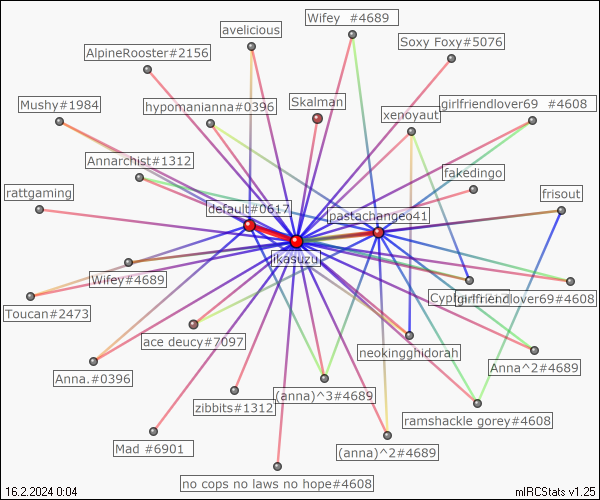 Wifey #4689
avelicious
Soxy Foxy#5076
AlpineRooster#2156
Mushy#1984
hypomanianna#0396
Skalman
xenoyaut
girlfriendlover69 #4608
Annarchist#1312
fakedingo
rattgaming
frisout
default#0617
pastachangeo41
ikasuzu
Wifey#4689
girlfriendlover69#4608
Toucan#2473
ace deucy#7097
neokingghidorah
Anna^2#4689
Anna.#0396
(anna)^3#4689
zibbits#1312
ramshackle gorey#4608
Mad #6901
(anna)^2#4689
no cops no laws no hope#4608
16.2.2024 0:04
mIRCStats v1.25